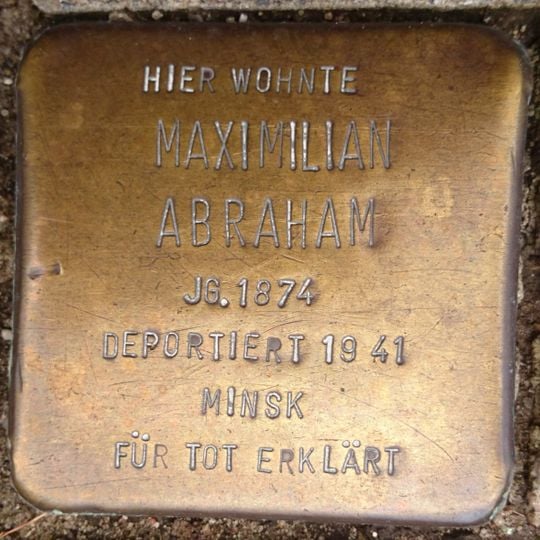 HIER WOHNTE
MAXIMILIAN
ABRAHAM
JG. 1874
DEPORTIERT 1941
MINSK
FÜR TOT ERKLÄRT